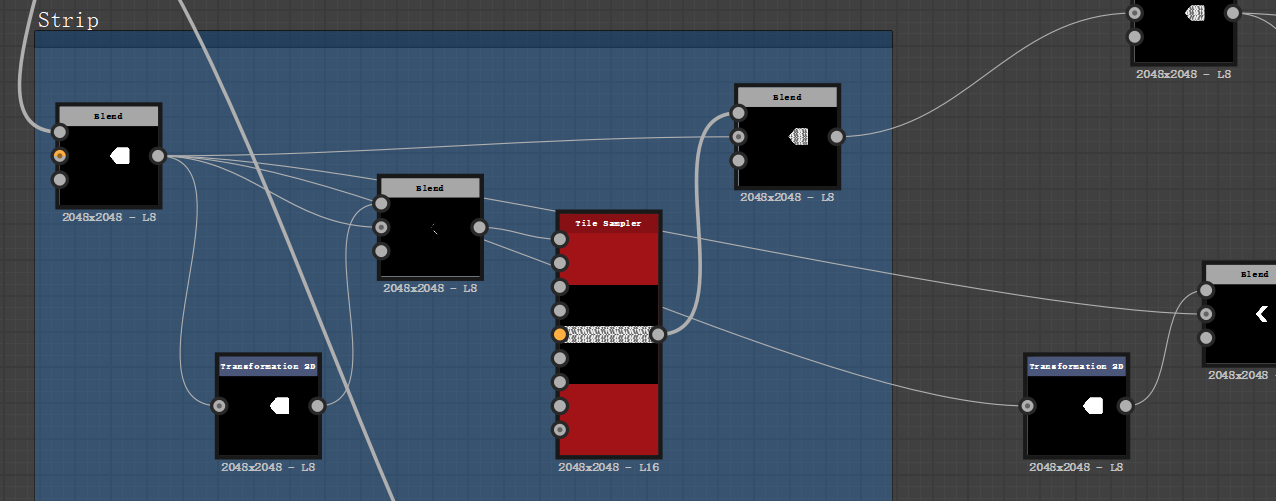 Strip
2048x2048 - L8
Blend
2048x2048 - L8
Blend
2048x2048 - L8
Blend
2048x2048 - L8
Tile Sampler
2048x2048 - L16
Transformation 2D
2048x2048 - L8
Blend
2048x2048
Transformation 2D
2048x2048 - L8